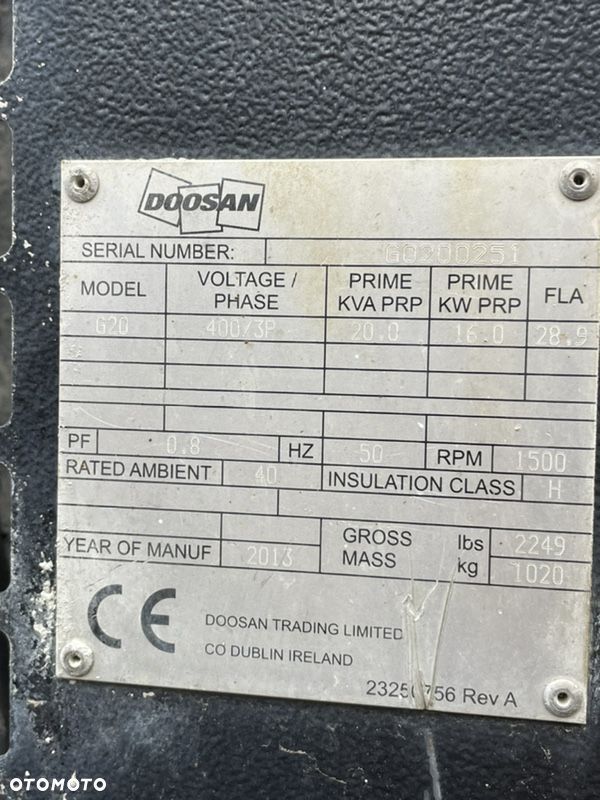 DOOSAN
SERIAL NUMBER: G0200251
MODEL VOLTAGE / PHASE PRIME KVA PRP PRIME KW PRP FLA
G20 400/3P 20.0 16.0 28.9
PF 0.8 HZ 50 RPM 1500
RATED AMBIENT 40 INSULATION CLASS H
YEAR OF MANUF 2013 GROSS MASS lbs 2249
kg 1020
CE DOOSAN TRADING LIMITED
CO DUBLIN IRELAND
Rev A
OTOMOTO